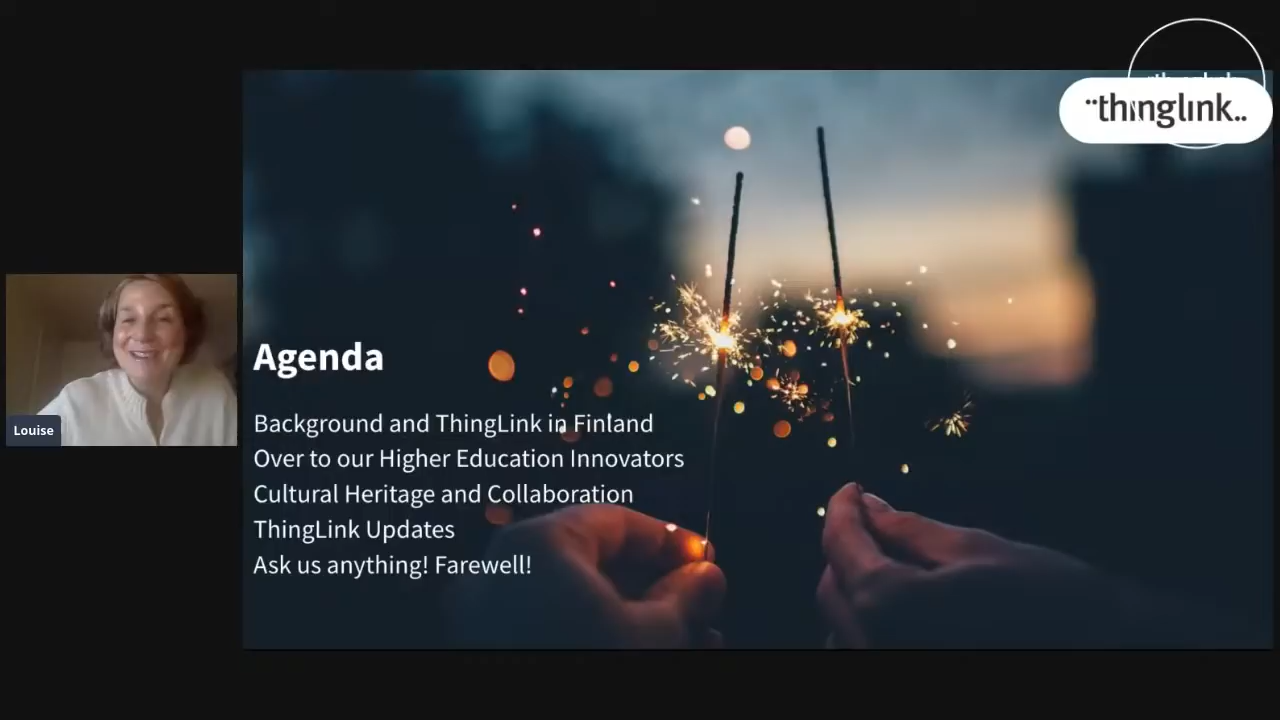 ¨thınglınk..
Agenda
Background and ThingLink in Finland
Over to our Higher Education Innovators
Cultural Heritage and Collaboration
ThingLink Updates
Ask us anything! Farewell!
Louise